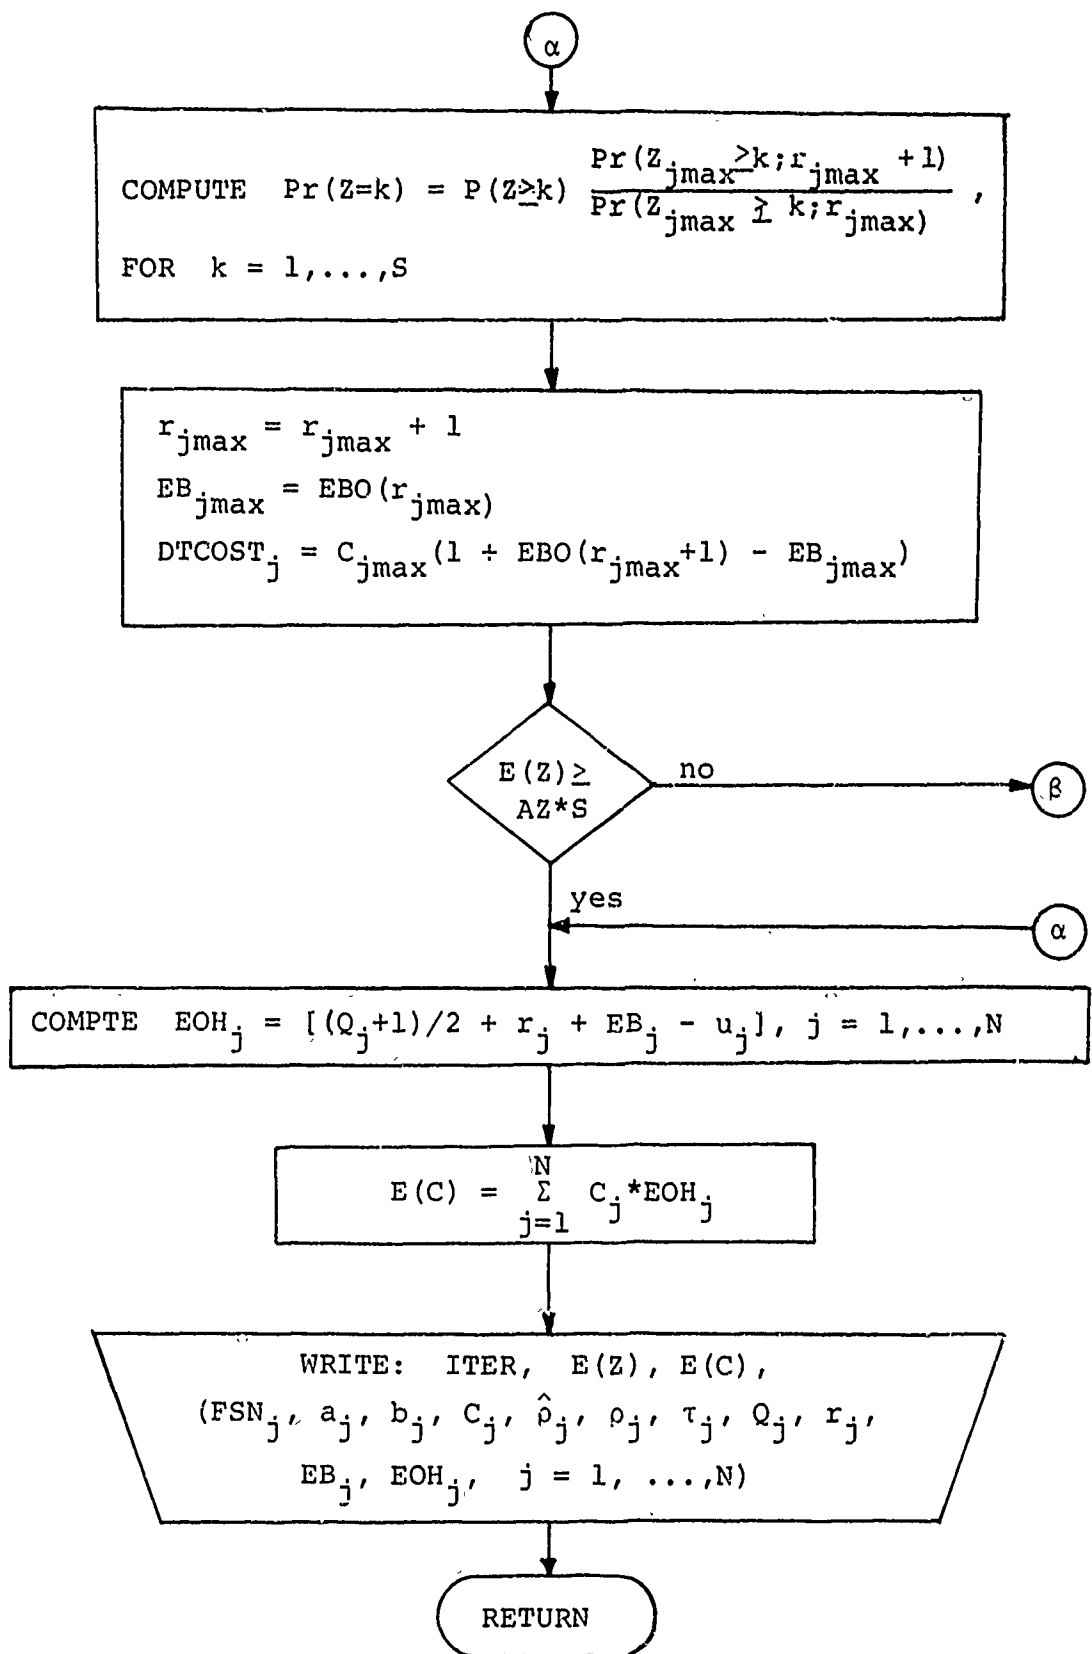 α
COMPUTE Pr(Z=k) = P(Z≥k) Pr(Z_jmax ≥k;r_jmax +1) / Pr(Z_jmax ≥ k;r_jmax) ,
FOR k = 1,...,S
r_jmax = r_jmax + 1
EB_jmax = EBO(r_jmax)
DTCOST_j = C_jmax(1 + EBO(r_jmax+1) - EB_jmax)
E(Z)≥
AZ*S
no
β
yes
α
COMPTE EOH_j = [(Q_j+1)/2 + r_j + EB_j - u_j], j = 1,...,N
E(C) = N Σ j=1 C_j*EOH_j
WRITE: ITER, E(Z), E(C),
(FSN_j, a_j, b_j, C_j, ρ̂_j, ρ_j, τ_j, Q_j, r_j,
EB_j, EOH_j, j = 1, ...,N)
RETURN